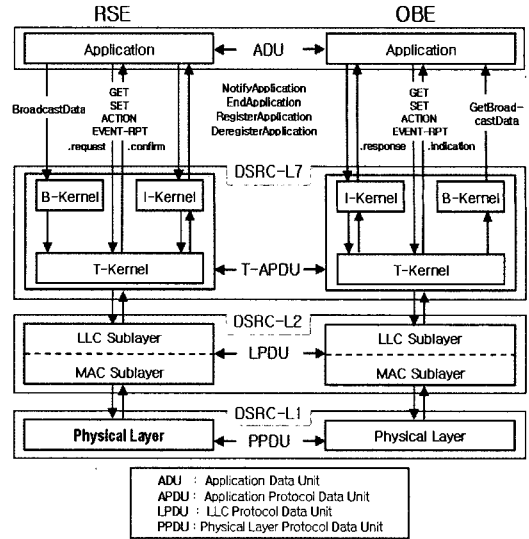 RSE
OBE
Application
ADU
Application
BroadcastData
GET
SET
ACTION
EVENT-RPT
.request
.confirm
NotifyApplication
EndApplication
RegisterApplication
DeregisterApplication
GET
SET
ACTION
EVENT-RPT
.response
.indication
GetBroad-
castData
DSRC-L7
B-Kernel
I-Kernel
I-Kernel
B-Kernel
T-Kernel
T-APDU
T-Kernel
DSRC-L2
LLC Sublayer
LPDU
LLC Sublayer
MAC Sublayer
MAC Sublayer
DSRC-L1
Physical Layer
PPDU
Physical Layer
ADU : Application Data Unit
APDU : Application Protocol Data Unit
LPDU : LLC Protocol Data Unit
PPDU : Physical Layer Protocol Data Unit